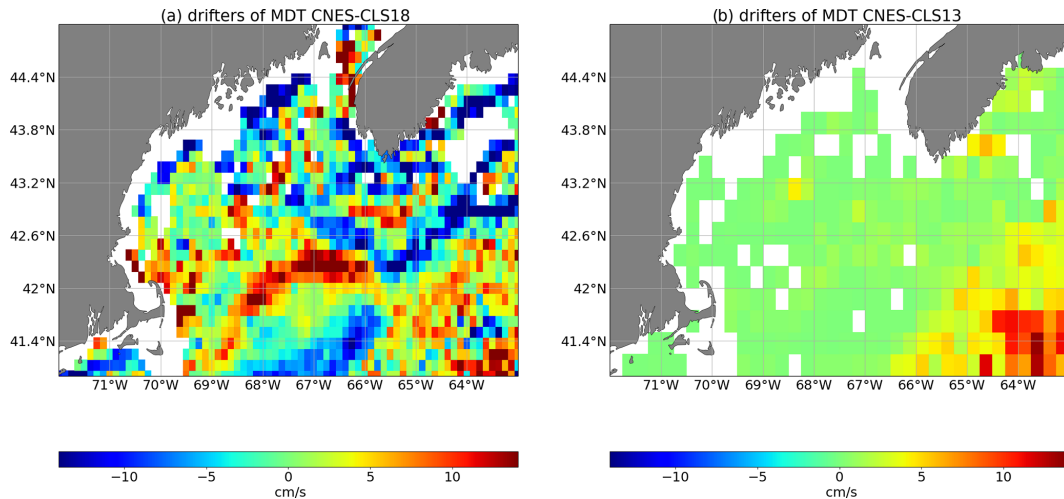 (a) drifters of MDT CNES-CLS18
44.4°N
43.8°N
43.2°N
42.6°N
42°N
41.4°N
71°W 70°W 69°W 68°W 67°W 66°W 65°W 64°W
−10 −5 0 5 10
cm/s
(b) drifters of MDT CNES-CLS13
44.4°N
43.8°N
43.2°N
42.6°N
42°N
41.4°N
71°W 70°W 69°W 68°W 67°W 66°W 65°W 64°W
−10 −5 0 5 10
cm/s